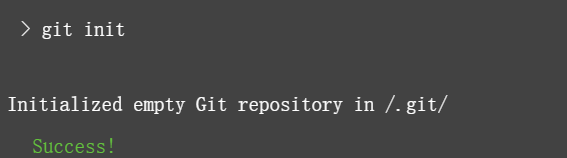 > git init
Initialized empty Git repository in /.git/
Success!